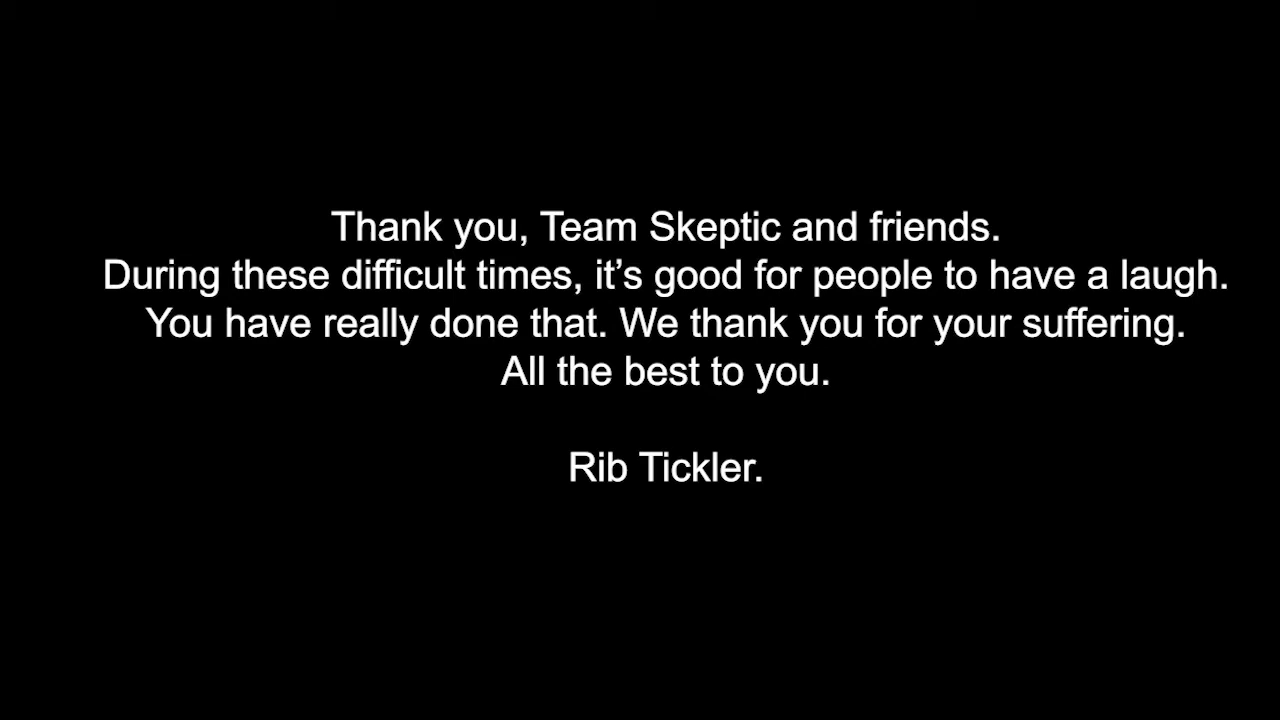 Thank you, Team Skeptic and friends.
During these difficult times, it’s good for people to have a laugh.
You have really done that. We thank you for your suffering.
All the best to you.
Rib Tickler.